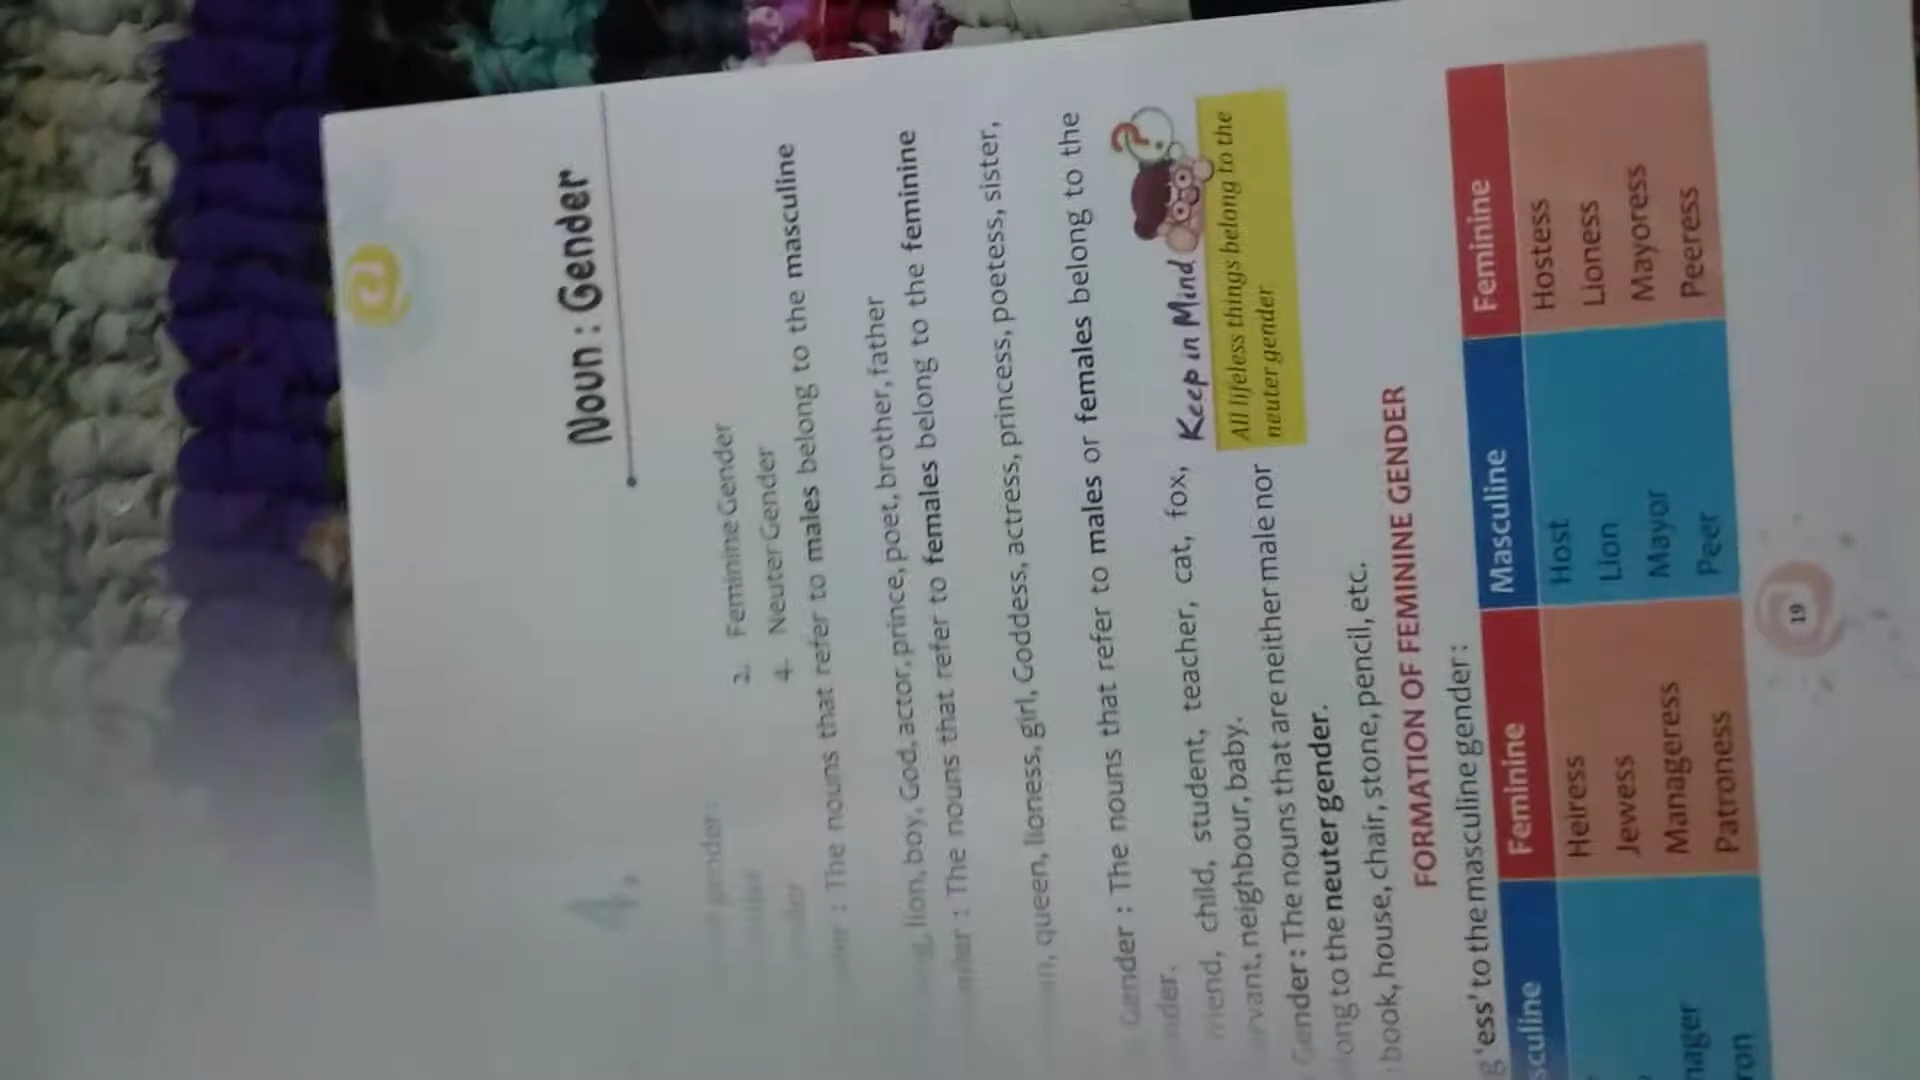 4.
Noun : Gender
gender :
2. Feminine Gender
4. Neuter Gender
: The nouns that refer to males belong to the masculine
lion, boy, God, actor, prince, poet, brother, father
: The nouns that refer to females belong to the feminine
queen, lioness, girl, Goddess, actress, princess, poetess, sister,
Gender : The nouns that refer to males or females belong to the
child, student, teacher, cat, fox,
neighbour, baby.
Gender : The nouns that are neither male nor
to the neuter gender.
book, house, chair, stone, pencil, etc.
Keep in Mind
?
All lifeless things belong to the
neuter gender
FORMATION OF FEMININE GENDER
'ess' to the masculine gender :
Feminine Masculine Feminine
Heiress Host Hostess
Jewess Lion Lioness
Manageress Mayor Mayoress
Patroness Peer Peeress
19